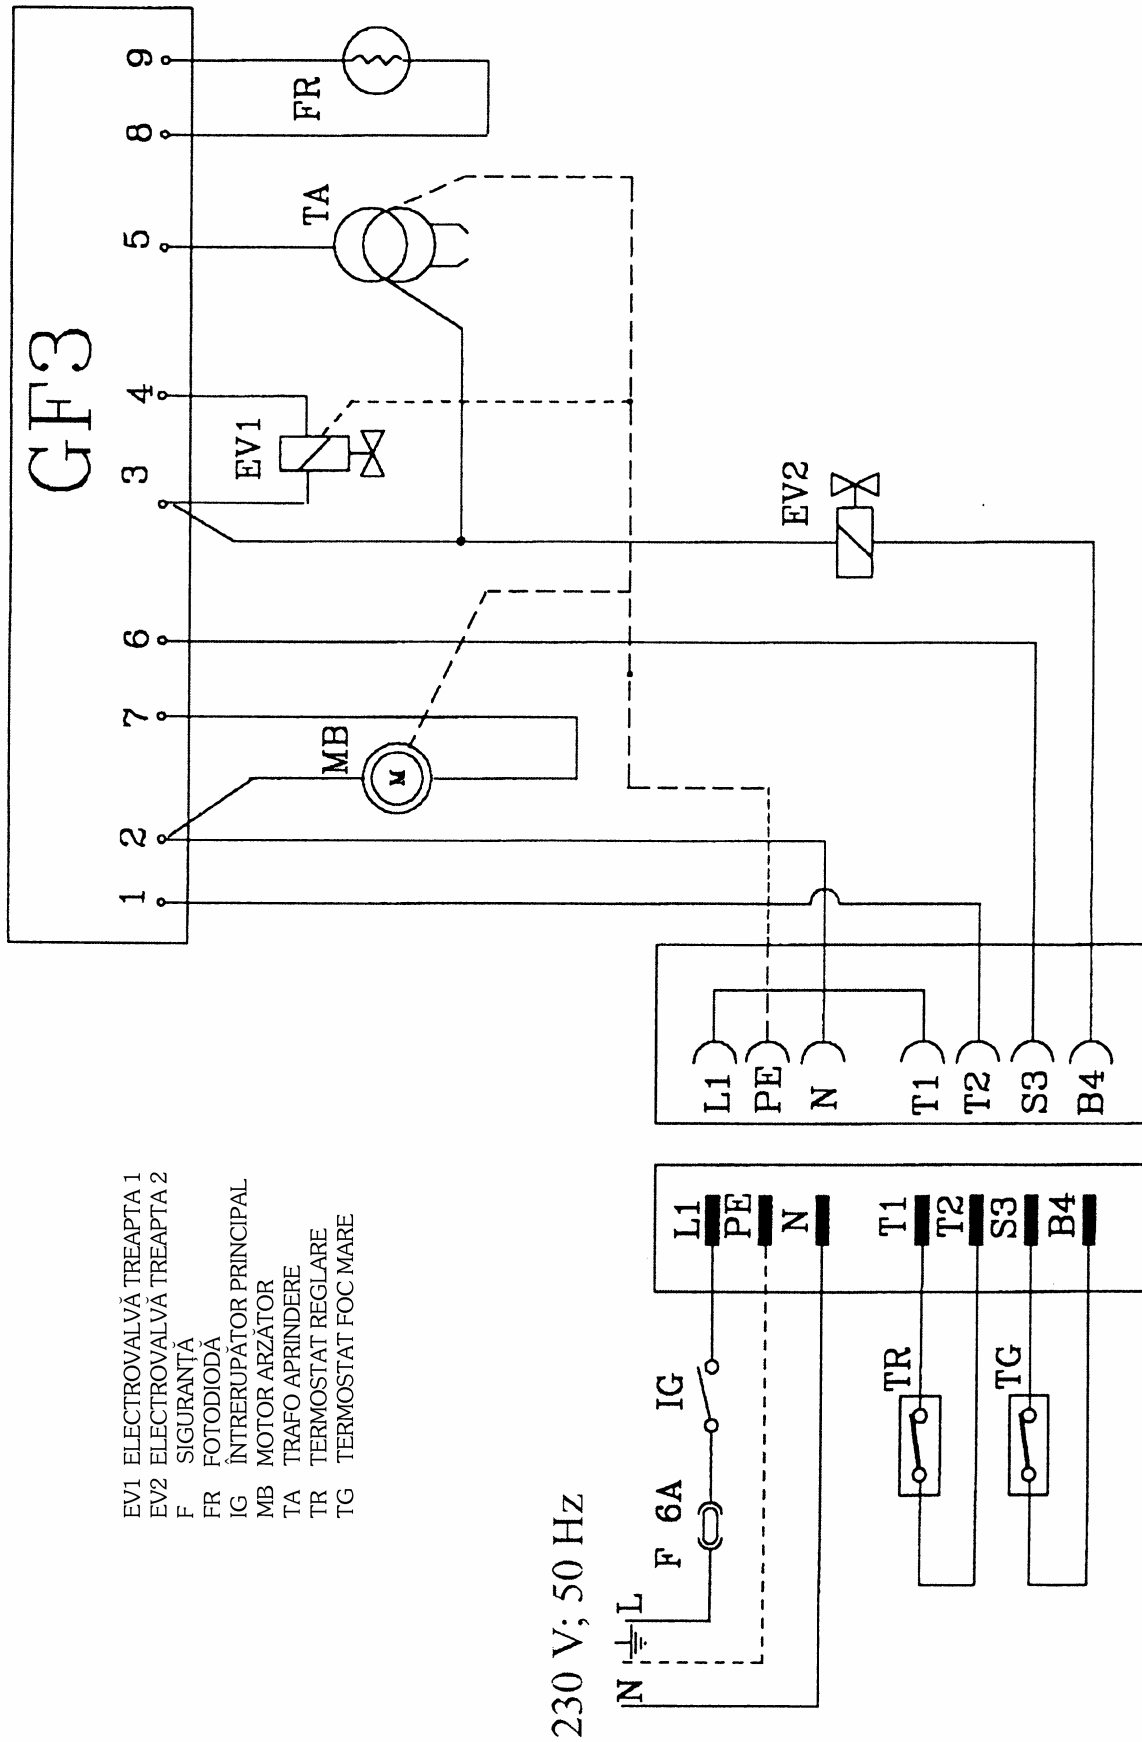 GF3
1
2
7
6
3
4
5
8
9
MB
EV1
TA
FR
EV2
L1
PE
N
T1
T2
S3
B4
M
EV1 ELECTROVALVĂ TREAPTA 1
EV2 ELECTROVALVĂ TREAPTA 2
F SIGURANȚĂ
FR FOTODIODĂ
IG ÎNTRERUPĂTOR PRINCIPAL
MB MOTOR ARZĂTOR
TA TRAFO APRINDERE
TR TERMOSTAT REGLARE
TG TERMOSTAT FOC MARE
L1
PE
N
T1
T2
S3
B4
230 V; 50 Hz
N
L
F 6A
IG
TR
TG